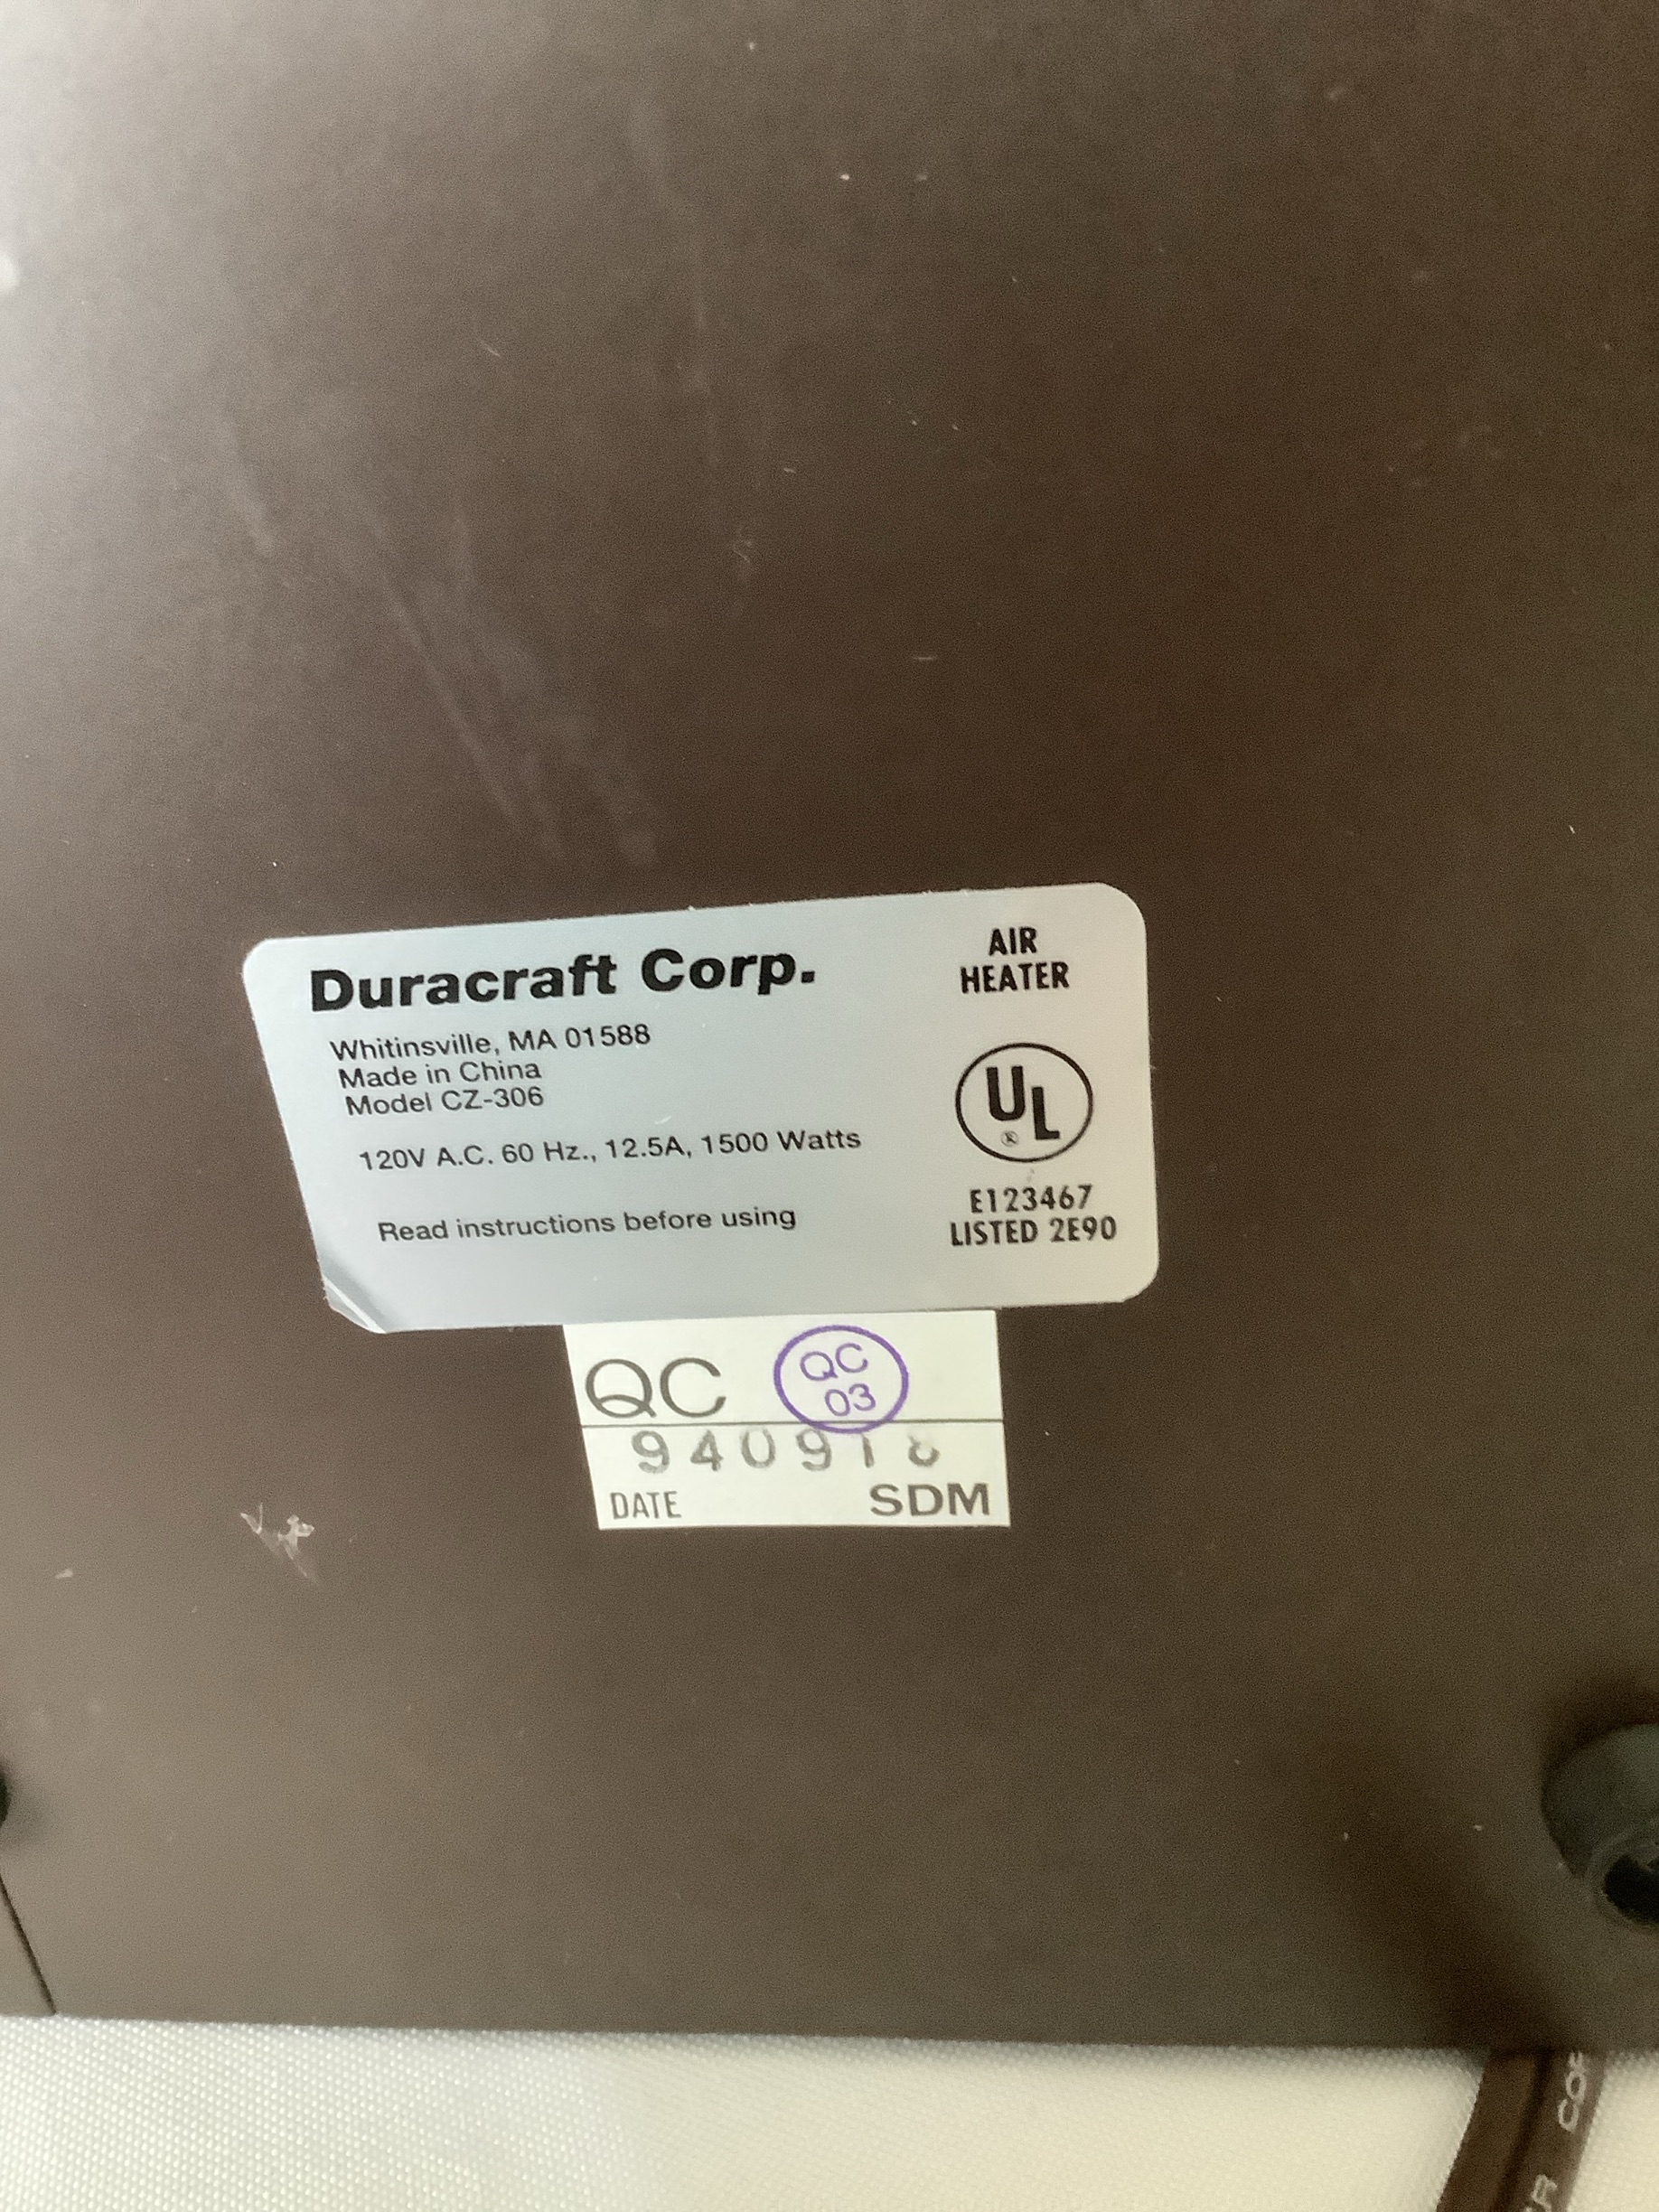 Duracraft Corp.
Whitinsville, MA 01588
Made in China
Model CZ-306
120V A.C. 60 Hz., 12.5A, 1500 Watts
Read instructions before using
AIR
HEATER
UL
®
E123467
LISTED 2E90
QC
QC
03
DATE
SDM